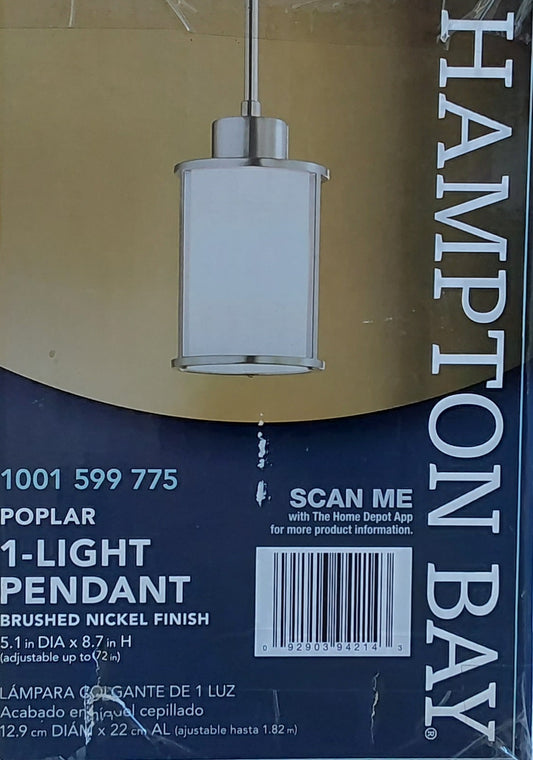 HAMPTON BAY®
1001 599 775
POPLAR
1-LIGHT
PENDANT
BRUSHED NICKEL FINISH
5.1 in DIA x 8.7 in H
(adjustable up to 72 in)
LÁMPARA COLGANTE DE 1 LUZ
Acabado en níquel cepillado
12.9 cm DIÁM x 22 cm AL (ajustable hasta 1.82 m)
SCAN ME
with The Home Depot App
for more product information.
0 92903 94214 3